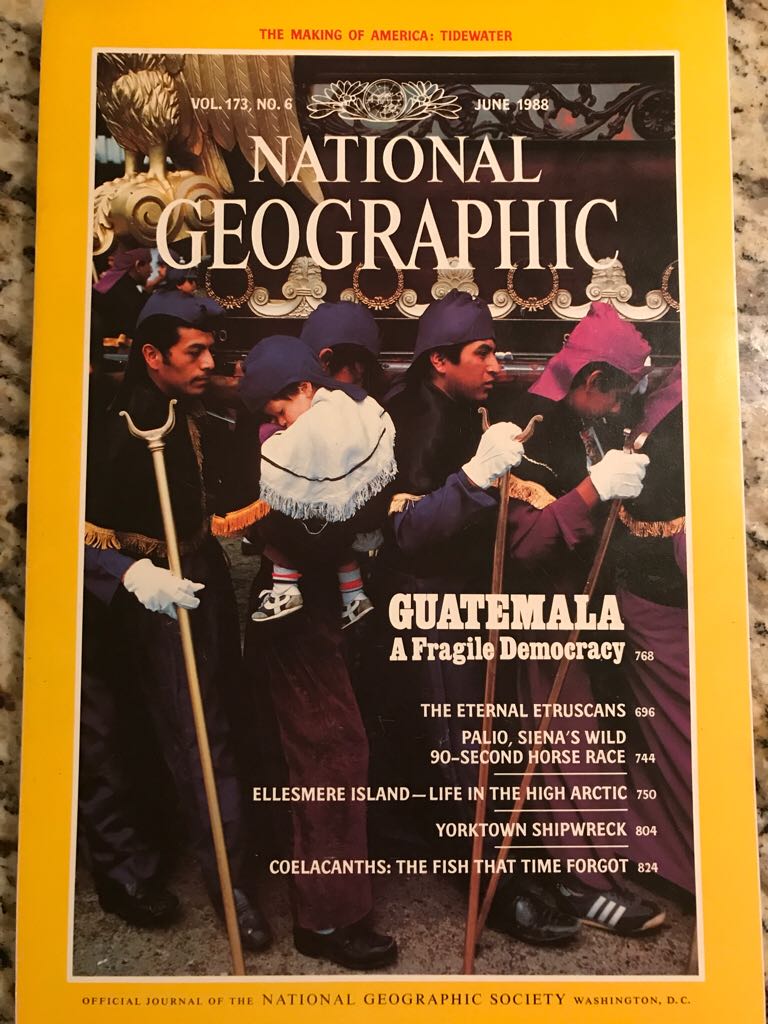 THE MAKING OF AMERICA: TIDEWATER
VOL. 173, NO. 6 JUNE 1988
NATIONAL
GEOGRAPHIC
GUATEMALA
A Fragile Democracy 768
THE ETERNAL ETRUSCANS 696
PALIO, SIENA'S WILD
90-SECOND HORSE RACE 744
ELLESMERE ISLAND—LIFE IN THE HIGH ARCTIC 750
YORKTOWN SHIPWRECK 804
COELACANTHS: THE FISH THAT TIME FORGOT 824
OFFICIAL JOURNAL OF THE NATIONAL GEOGRAPHIC SOCIETY WASHINGTON, D.C.